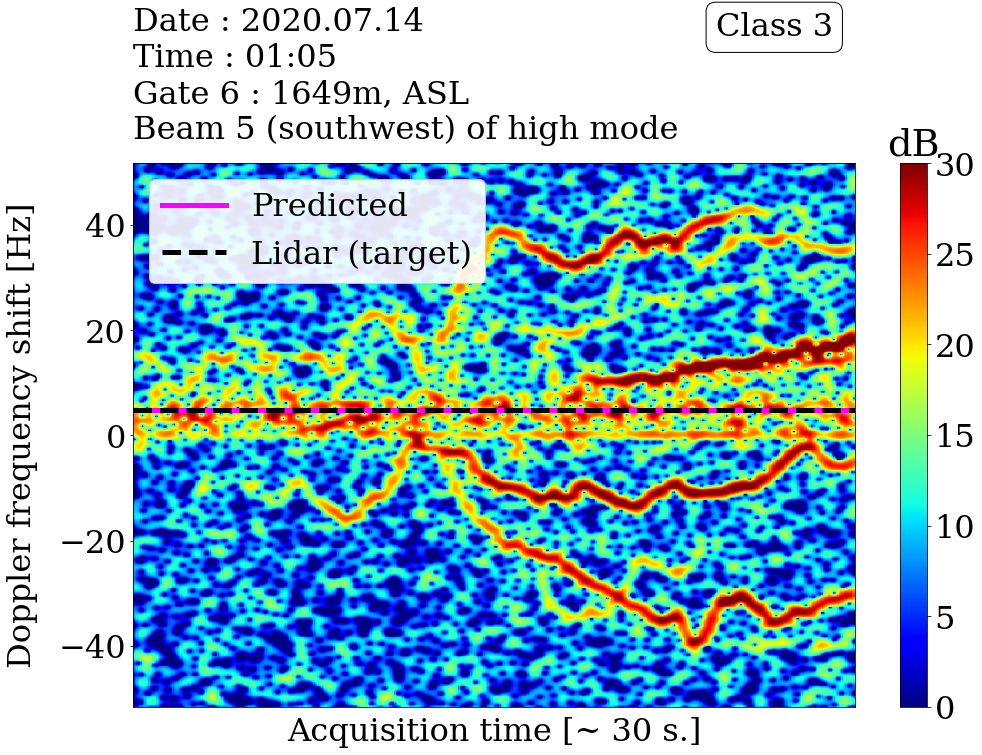 Date : 2020.07.14
Time : 01:05
Gate 6 : 1649m, ASL
Beam 5 (southwest) of high mode
Class 3
dB
Predicted
Lidar (target)
Doppler frequency shift [Hz]
40
20
0
−20
−40
30
25
20
15
10
5
0
Acquisition time [~ 30 s.]